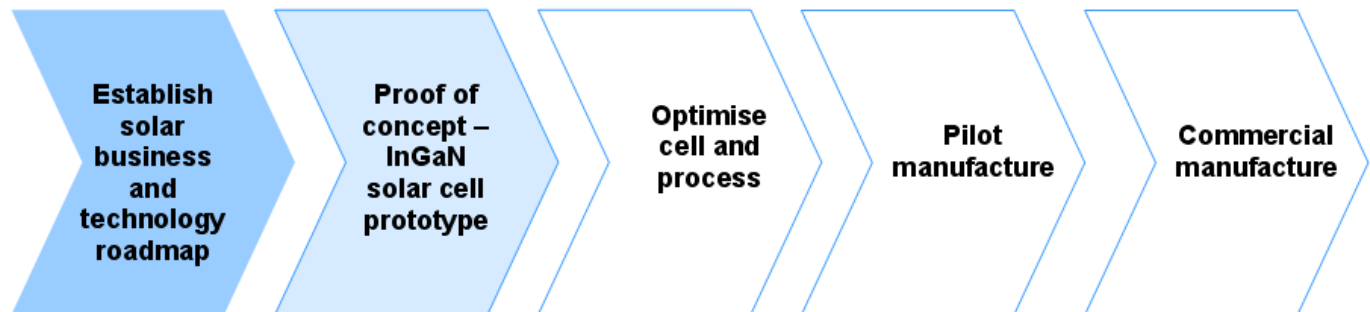 Establish
solar
business
and
technology
roadmap
Proof of
concept –
InGaN
solar cell
prototype
Optimise
cell and
process
Pilot
manufacture
Commercial
manufacture